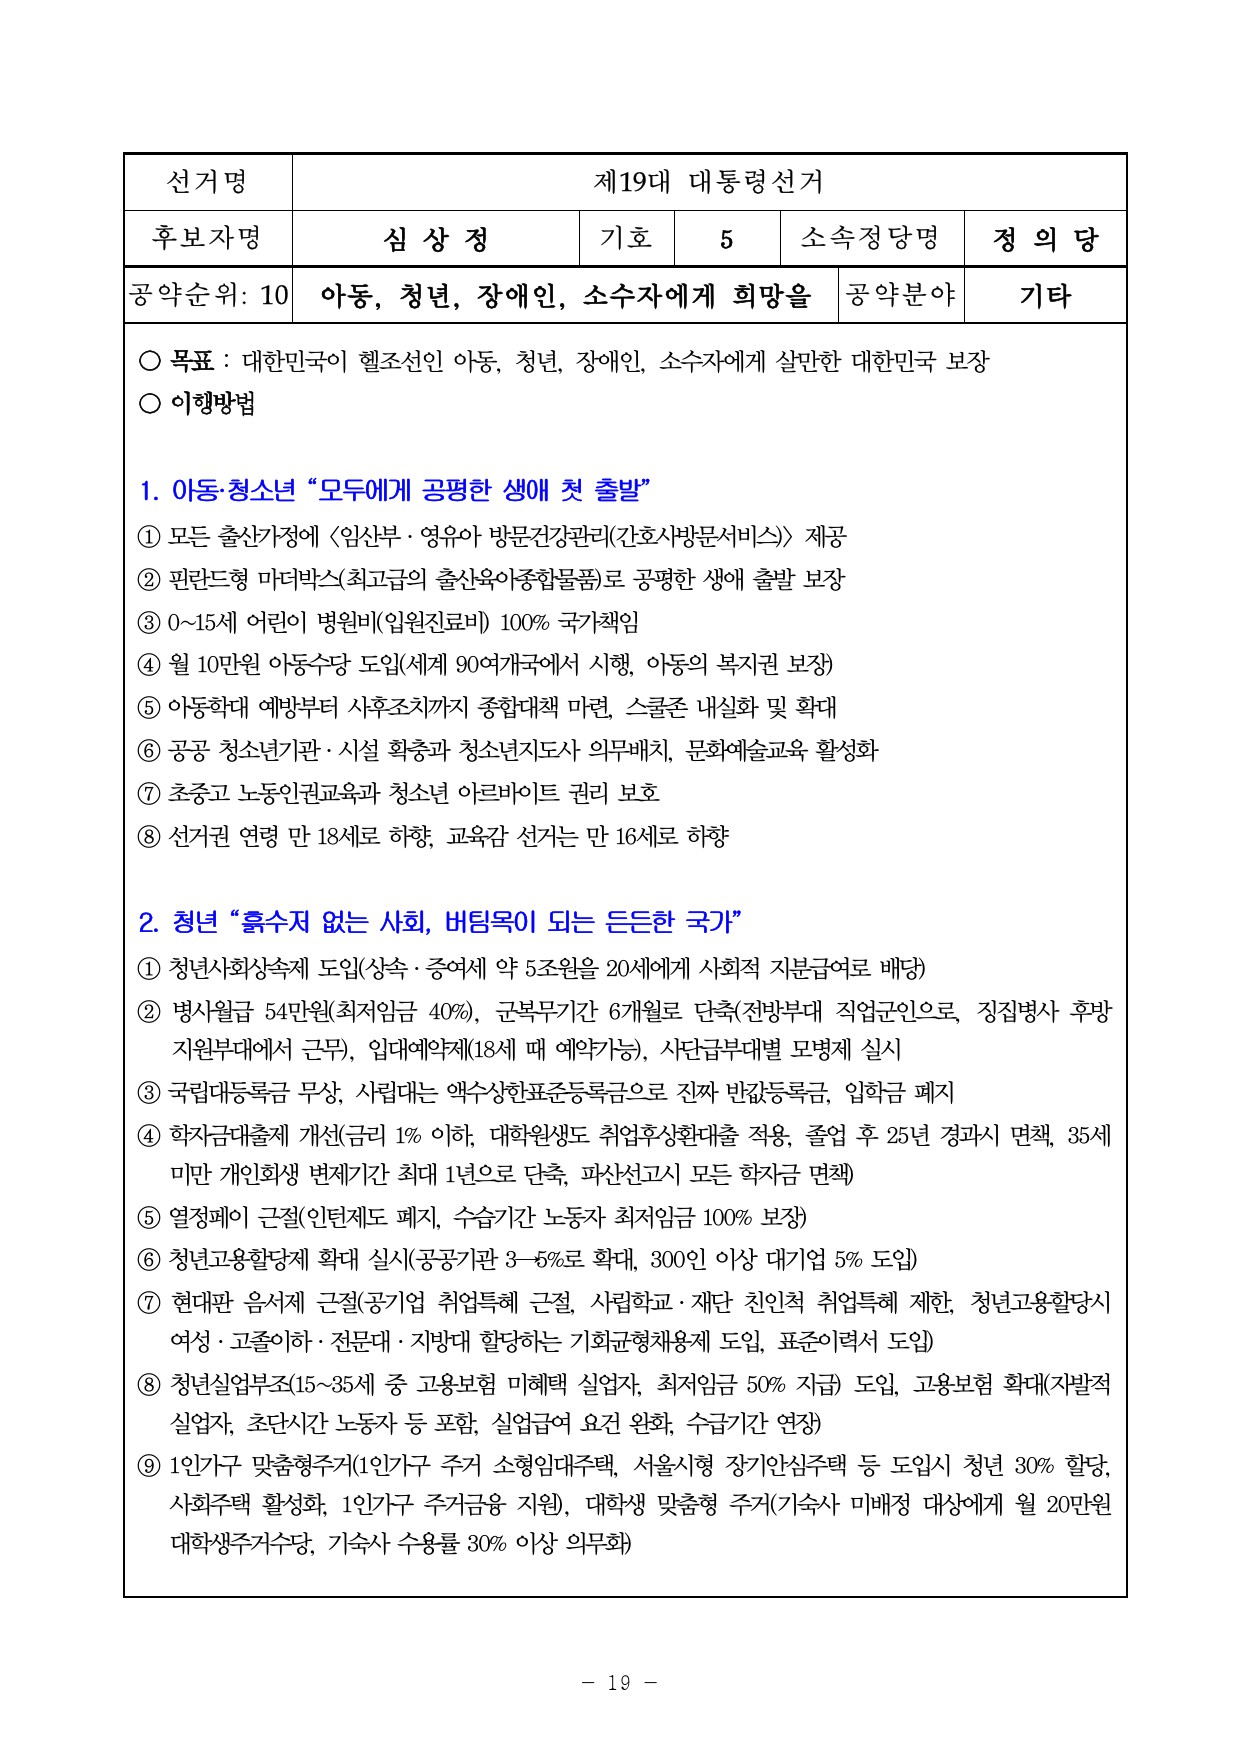 선거명 제19대 대통령선거
후보자명 심 상 정 기호 5 소속정당명 정 의 당
공약순위: 10 아동, 청년, 장애인, 소수자에게 희망을 공약분야 기타
○ 목표 : 대한민국이 헬조선인 아동, 청년, 장애인, 소수자에게 살만한 대한민국 보장
○ 이행방법
1. 아동·청소년 “모두에게 공평한 생애 첫 출발”
① 모든 출산가정에 〈임산부 · 영유아 방문건강관리(간호사방문서비스)〉 제공
② 핀란드형 마더박스(최고급의 출산육아종합물품)로 공평한 생애 출발 보장
③ 0~15세 어린이 병원비(입원진료비) 100% 국가책임
④ 월 10만원 아동수당 도입(세계 90여개국에서 시행, 아동의 복지권 보장)
⑤ 아동학대 예방부터 사후조치까지 종합대책 마련, 스쿨존 내실화 및 확대
⑥ 공공 청소년기관 · 시설 확충과 청소년지도사 의무배치, 문화예술교육 활성화
⑦ 초중고 노동인권교육과 청소년 아르바이트 권리 보호
⑧ 선거권 연령 만 18세로 하향, 교육감 선거는 만 16세로 하향
2. 청년 “흙수저 없는 사회, 버팀목이 되는 든든한 국가”
① 청년사회상속제 도입(상속 · 증여세 약 5조원을 20세에게 사회적 지분급여로 배당)
② 병사월급 54만원(최저임금 40%), 군복무기간 6개월로 단축(전방부대 직업군인으로, 징집병사 후방
지원부대에서 근무), 입대예약제(18세 때 예약가능), 사단급부대별 모병제 실시
③ 국립대등록금 무상, 사립대는 액수상한표준등록금으로 진짜 반값등록금, 입학금 폐지
④ 학자금대출제 개선(금리 1% 이하, 대학원생도 취업후상환대출 적용, 졸업 후 25년 경과시 면책, 35세
미만 개인회생 변제기간 최대 1년으로 단축, 파산선고시 모든 학자금 면책)
⑤ 열정페이 근절(인턴제도 폐지, 수습기간 노동자 최저임금 100% 보장)
⑥ 청년고용할당제 확대 실시(공공기관 3→5%로 확대, 300인 이상 대기업 5% 도입)
⑦ 현대판 음서제 근절(공기업 취업특혜 근절, 사립학교 · 재단 친인척 취업특혜 제한, 청년고용할당시
여성 · 고졸이하 · 전문대 · 지방대 할당하는 기회균형채용제 도입, 표준이력서 도입)
⑧ 청년실업부조(15~35세 중 고용보험 미혜택 실업자, 최저임금 50% 지급) 도입, 고용보험 확대(자발적
실업자, 초단시간 노동자 등 포함, 실업급여 요건 완화, 수급기간 연장)
⑨ 1인가구 맞춤형주거(1인가구 주거 소형임대주택, 서울시형 장기안심주택 등 도입시 청년 30% 할당,
사회주택 활성화, 1인가구 주거금융 지원), 대학생 맞춤형 주거(기숙사 미배정 대상에게 월 20만원
대학생주거수당, 기숙사 수용률 30% 이상 의무화)
- 19 -